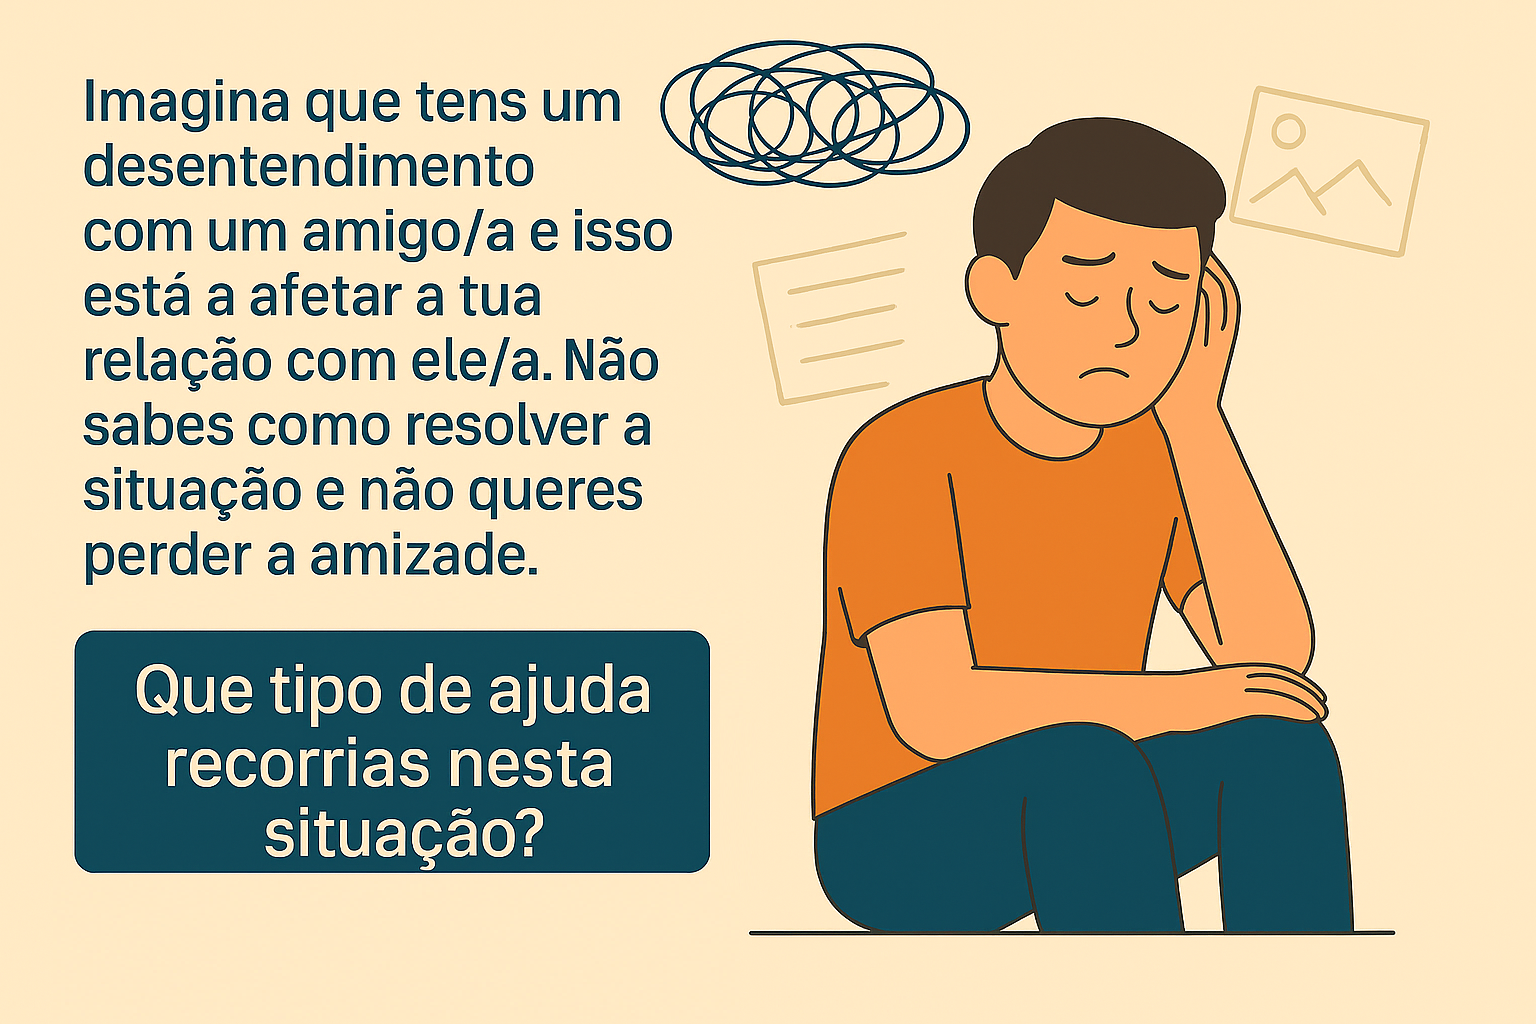 Imagina que tens um
desentendimento
com um amigo/a e isso
está a afetar a tua
relação com ele/a. Não
sabes como resolver a
situação e não queres
perder a amizade.
Que tipo de ajuda
recorrias nesta
situação?